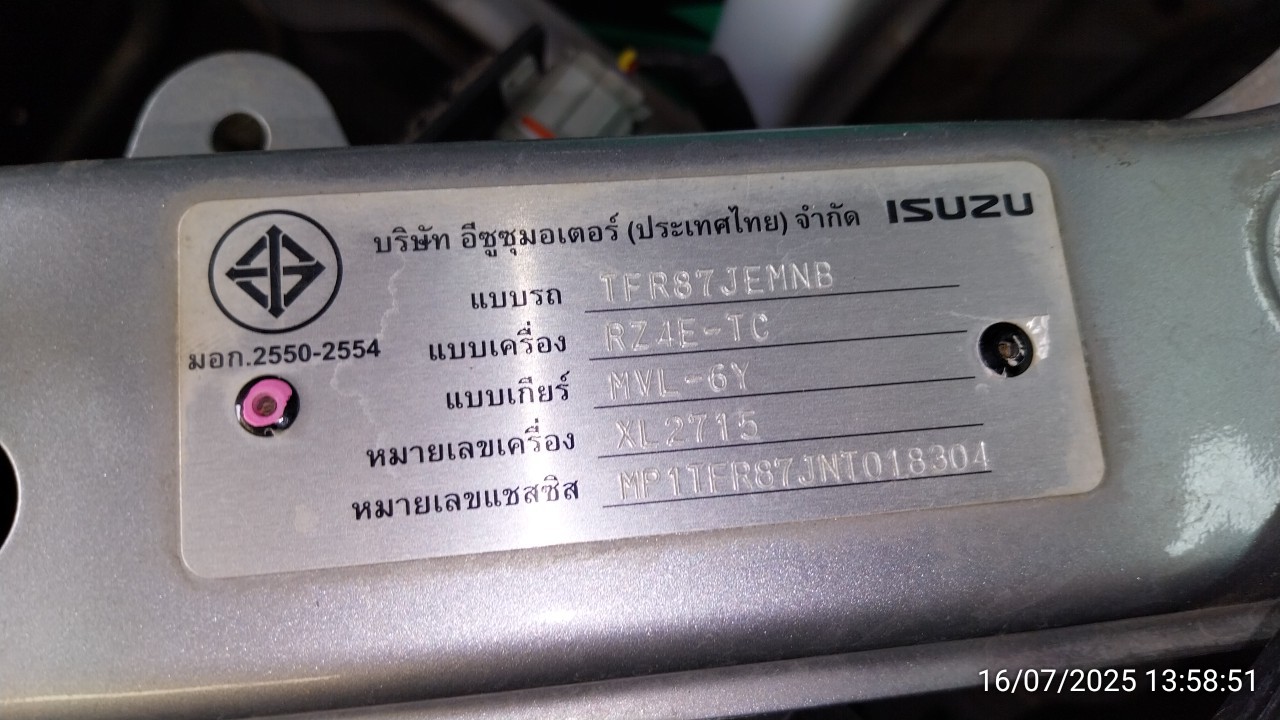 บริษัท อีซูซุมอเตอร์ (ประเทศไทย) จำกัด ISUZU
มอก.2550-2554
แบบรถ TFR87JEMNB
แบบเครื่อง RZ4E-TC
แบบเกียร์ MVL-6Y
หมายเลขเครื่อง XL2715
หมายเลขแชสซิส MP1TFR87JNT018304
16/07/2025 13:58:51